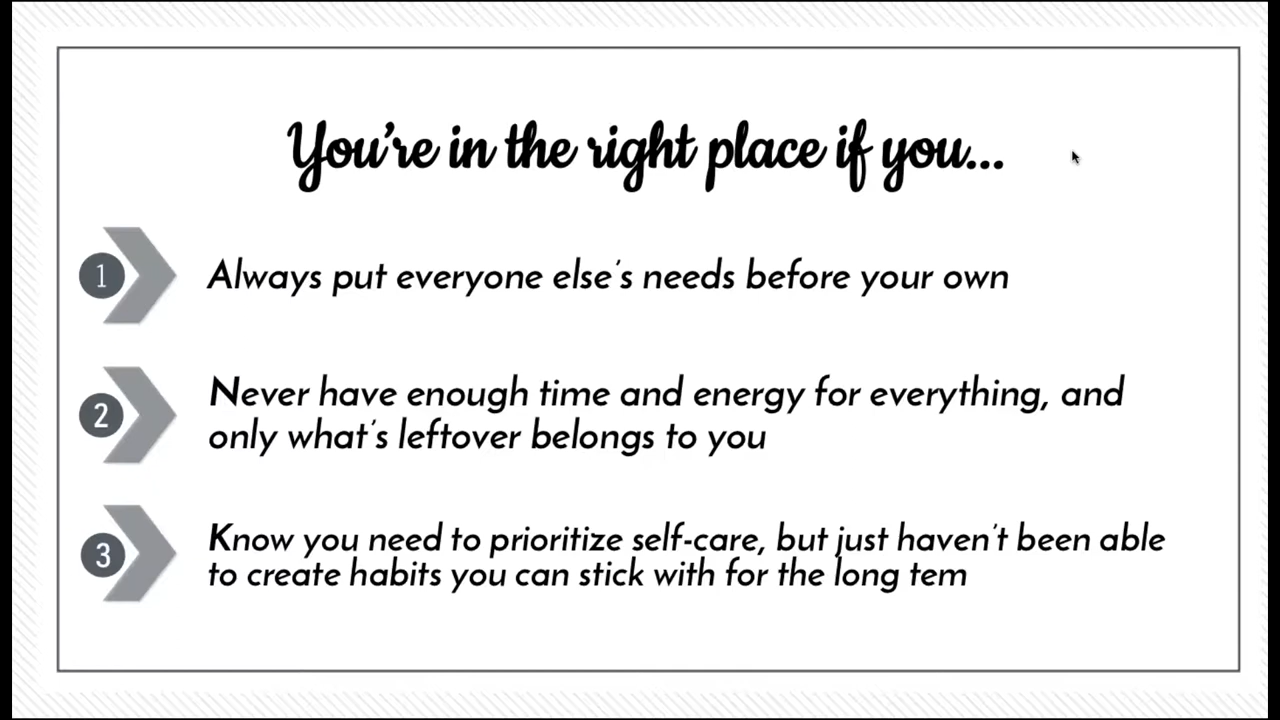 You're in the right place if you...
1 Always put everyone else's needs before your own
2 Never have enough time and energy for everything, and
only what's leftover belongs to you
3 Know you need to prioritize self-care, but just haven't been able
to create habits you can stick with for the long tem